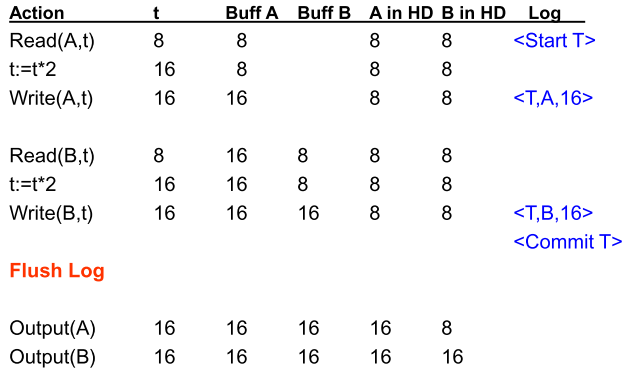 Action t Buff A Buff B A in HD B in HD Log
Read(A,t) 8 8 8 8 <Start T>
t:=t*2 16 8 8 8
Write(A,t) 16 16 8 8 <T,A,16>
Read(B,t) 8 16 8 8 8
t:=t*2 16 16 8 8 8
Write(B,t) 16 16 16 8 8 <T,B,16>
<Commit T>
Flush Log
Output(A) 16 16 16 16 8
Output(B) 16 16 16 16 16